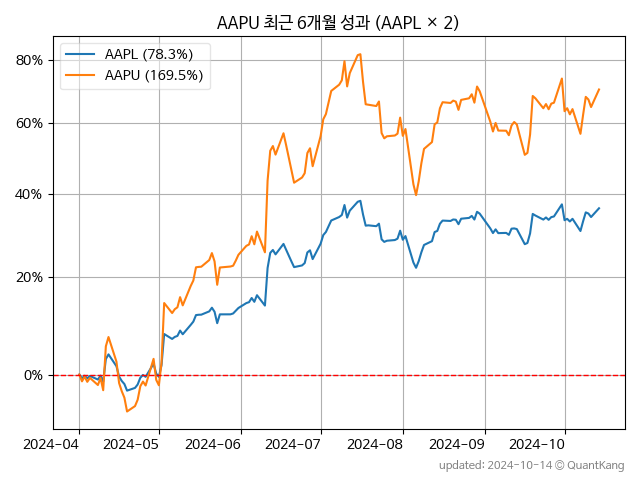 AAPU 최근 6개월 성과 (AAPL × 2)
AAPL (78.3%)
AAPU (169.5%)
80%
60%
40%
20%
0%
2024-04 2024-05 2024-06 2024-07 2024-08 2024-09 2024-10
updated: 2024-10-14 © QuantKang